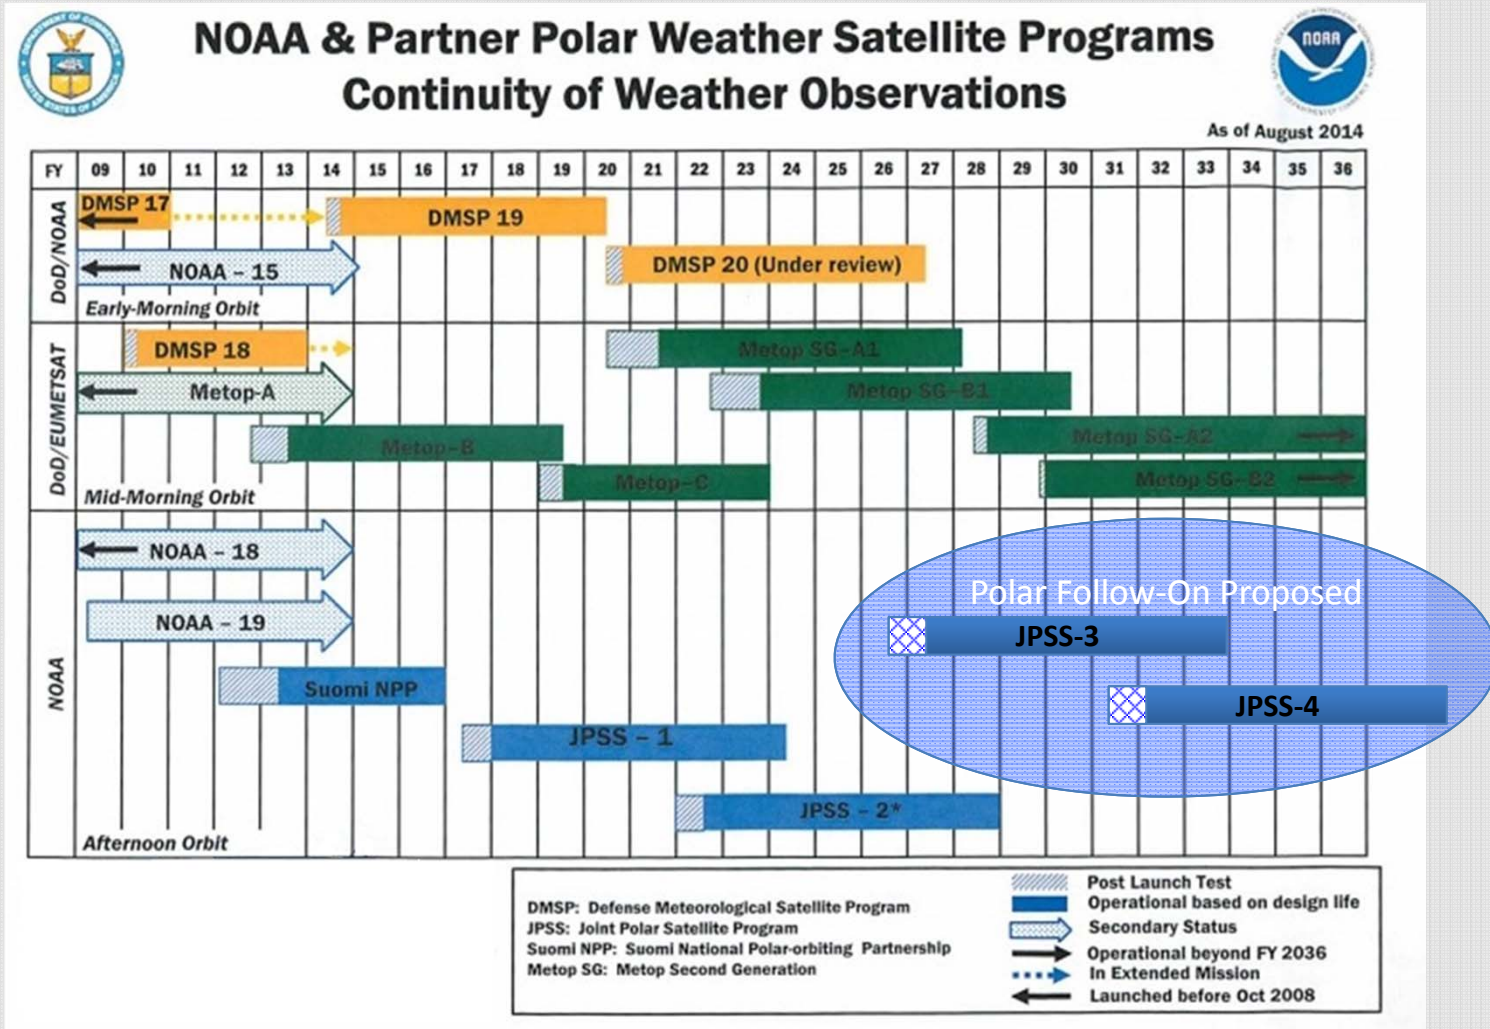 NOAA & Partner Polar Weather Satellite Programs
Continuity of Weather Observations
NOAA
As of August 2014
FY 09 10 11 12 13 14 15 16 17 18 19 20 21 22 23 24 25 26 27 28 29 30 31 32 33 34 35 36
DoD/NOAA
DMSP 17
DMSP 19
NOAA – 15
DMSP 20 (Under review)
Early-Morning Orbit
DoD/EUMETSAT
DMSP 18
Metop SG–A1
Metop-A
Metop SG–B1
Metop–B
Metop SG–A2
Metop–C
Metop SG–B2
Mid-Morning Orbit
NOAA
NOAA – 18
Polar Follow-On Proposed
NOAA – 19
JPSS-3
Suomi NPP
JPSS-4
JPSS – 1
JPSS – 2*
Afternoon Orbit
DMSP: Defense Meteorological Satellite Program
JPSS: Joint Polar Satellite Program
Suomi NPP: Suomi National Polar-orbiting Partnership
Metop SG: Metop Second Generation
Post Launch Test
Operational based on design life
Secondary Status
Operational beyond FY 2036
In Extended Mission
Launched before Oct 2008